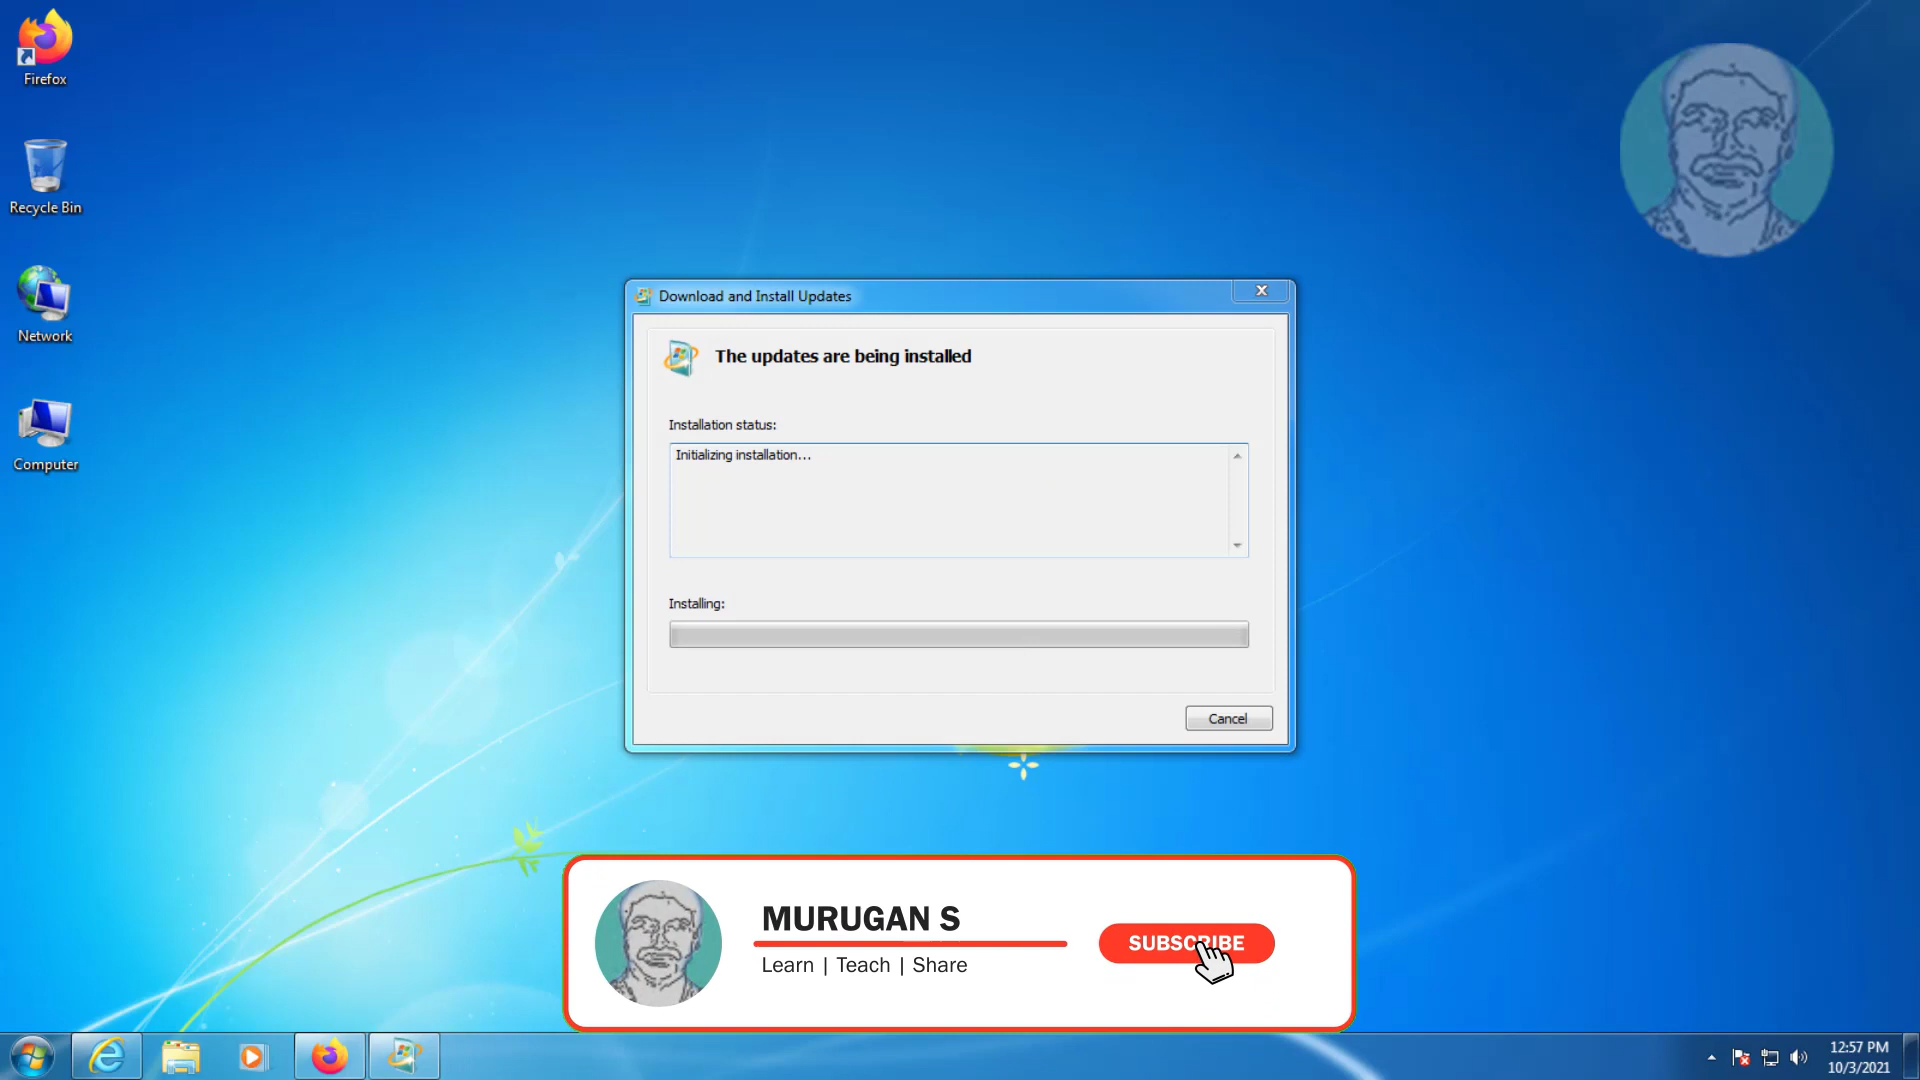 Firefox
Recycle Bin
Network
Computer
Download and Install Updates
The updates are being installed
Installation status:
Initializing installation...
Installing:
Cancel
MURUGAN S
Learn | Teach | Share
SUBSCRIBE
12:57 PM
10/3/2021